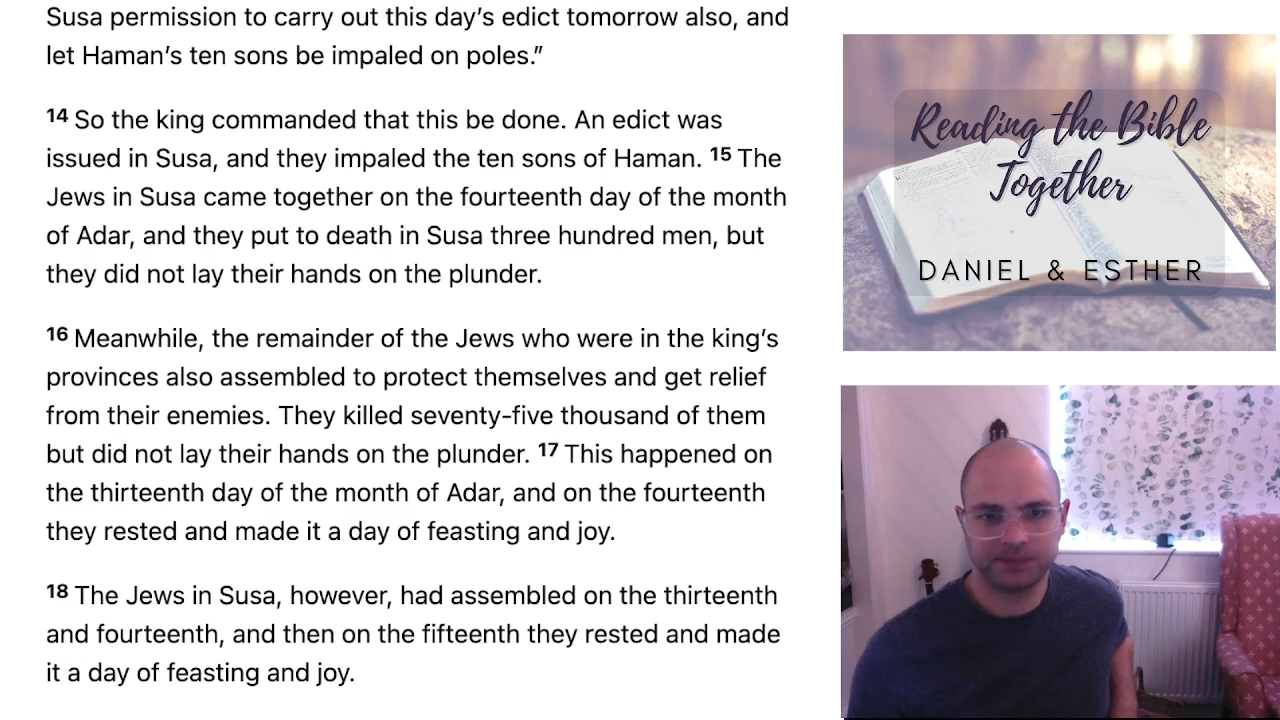 Susa permission to carry out this day’s edict tomorrow also, and
let Haman’s ten sons be impaled on poles.”
14 So the king commanded that this be done. An edict was
issued in Susa, and they impaled the ten sons of Haman. 15 The
Jews in Susa came together on the fourteenth day of the month
of Adar, and they put to death in Susa three hundred men, but
they did not lay their hands on the plunder.
16 Meanwhile, the remainder of the Jews who were in the king’s
provinces also assembled to protect themselves and get relief
from their enemies. They killed seventy-five thousand of them
but did not lay their hands on the plunder. 17 This happened on
the thirteenth day of the month of Adar, and on the fourteenth
they rested and made it a day of feasting and joy.
18 The Jews in Susa, however, had assembled on the thirteenth
and fourteenth, and then on the fifteenth they rested and made
it a day of feasting and joy.
Reading the Bible
Together
DANIEL & ESTHER